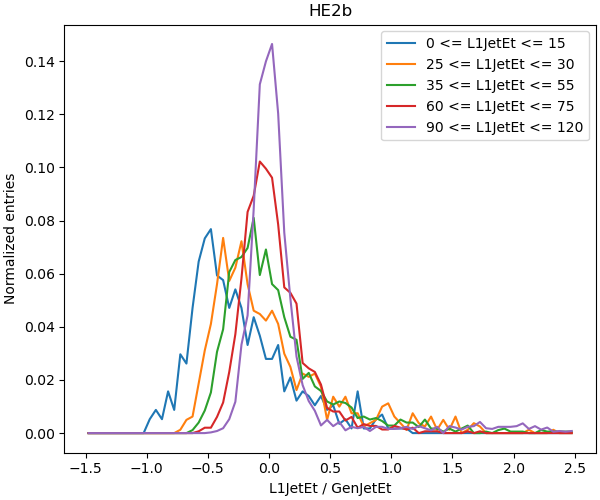 HE2b
0 <= L1JetEt <= 15
25 <= L1JetEt <= 30
35 <= L1JetEt <= 55
60 <= L1JetEt <= 75
90 <= L1JetEt <= 120
Normalized entries
0.14
0.12
0.10
0.08
0.06
0.04
0.02
0.00
−1.5 −1.0 −0.5 0.0 0.5 1.0 1.5 2.0 2.5
L1JetEt / GenJetEt